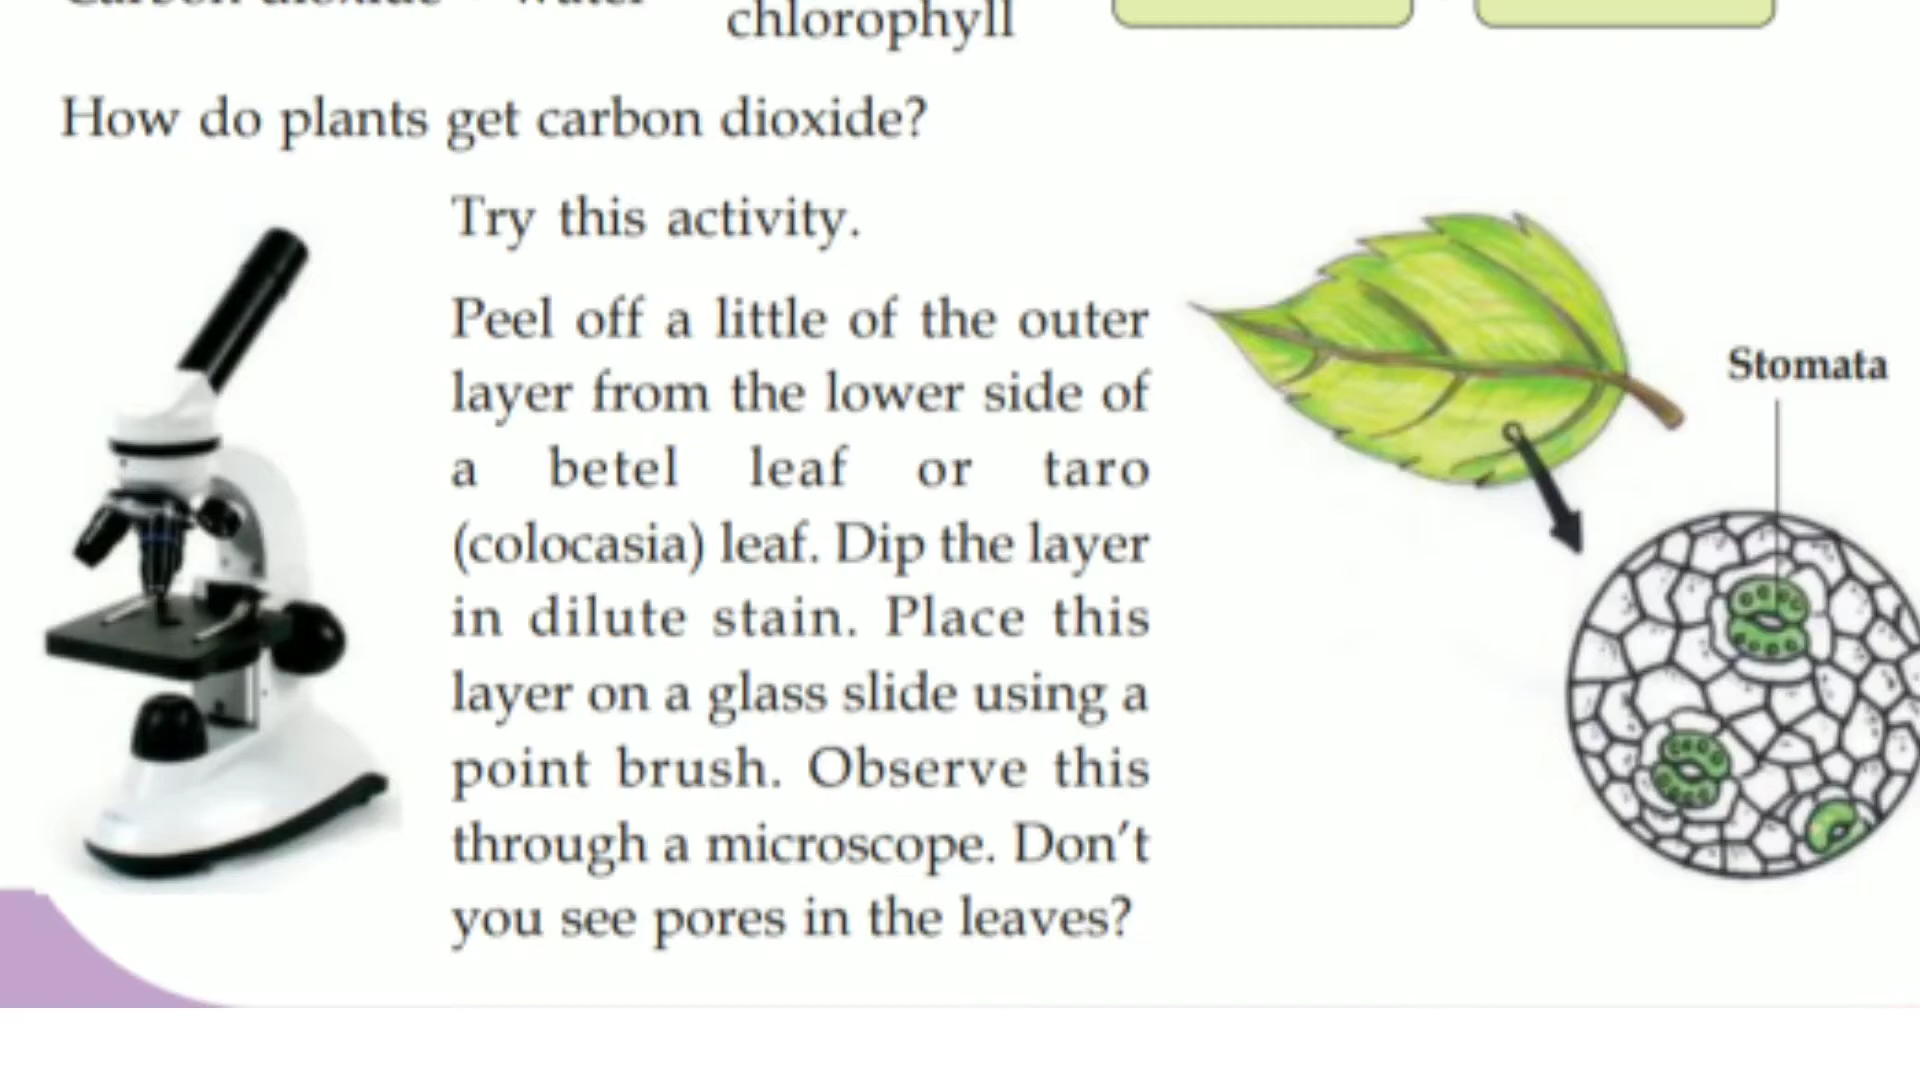 chlorophyll
How do plants get carbon dioxide?
Try this activity.
Peel off a little of the outer
layer from the lower side of
a betel leaf or taro
(colocasia) leaf. Dip the layer
in dilute stain. Place this
layer on a glass slide using a
point brush. Observe this
through a microscope. Don't
you see pores in the leaves?
Stomata